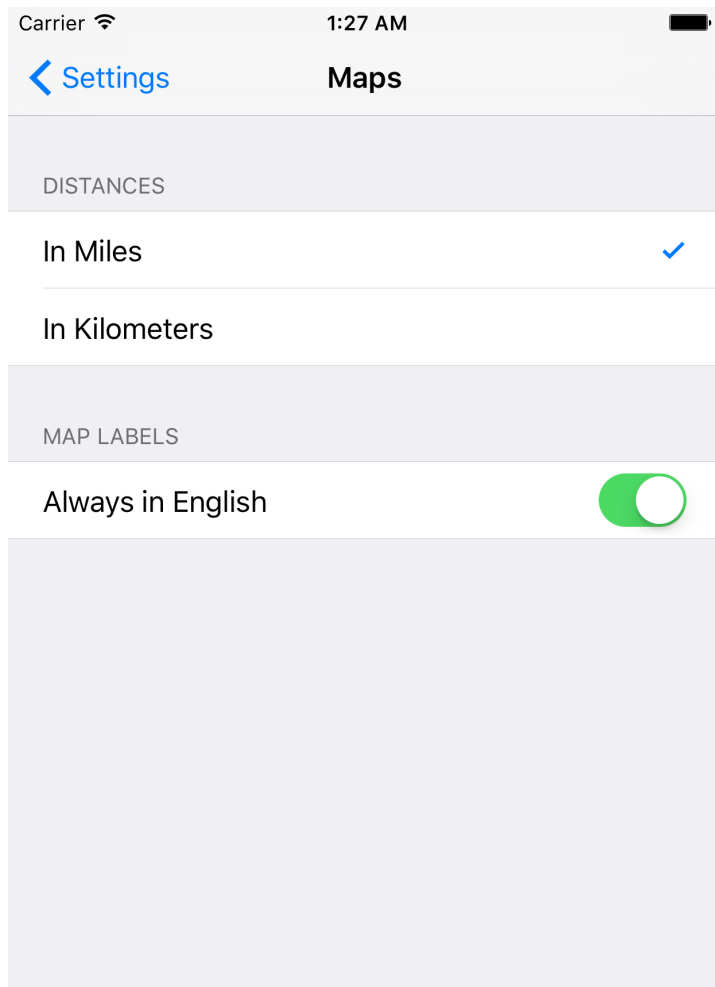 Carrier 1:27 AM
Settings Maps
DISTANCES
In Miles
In Kilometers
MAP LABELS
Always in English